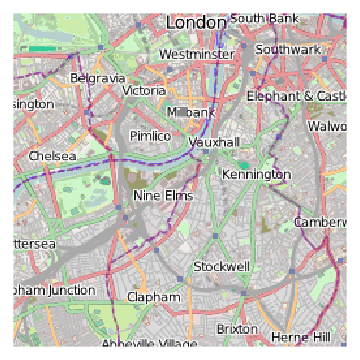 London
South Bank
Westminster
Southwark
Belgravia
sington
Victoria
Elephant & Castl
Millbank
Walwo
Pimlico
Vauxhall
Chelsea
Kennington
Nine Elms
Camberw
ttersea
Stockwell
pham Junction
Clapham
Brixton
Herne Hill
Abbeville Village